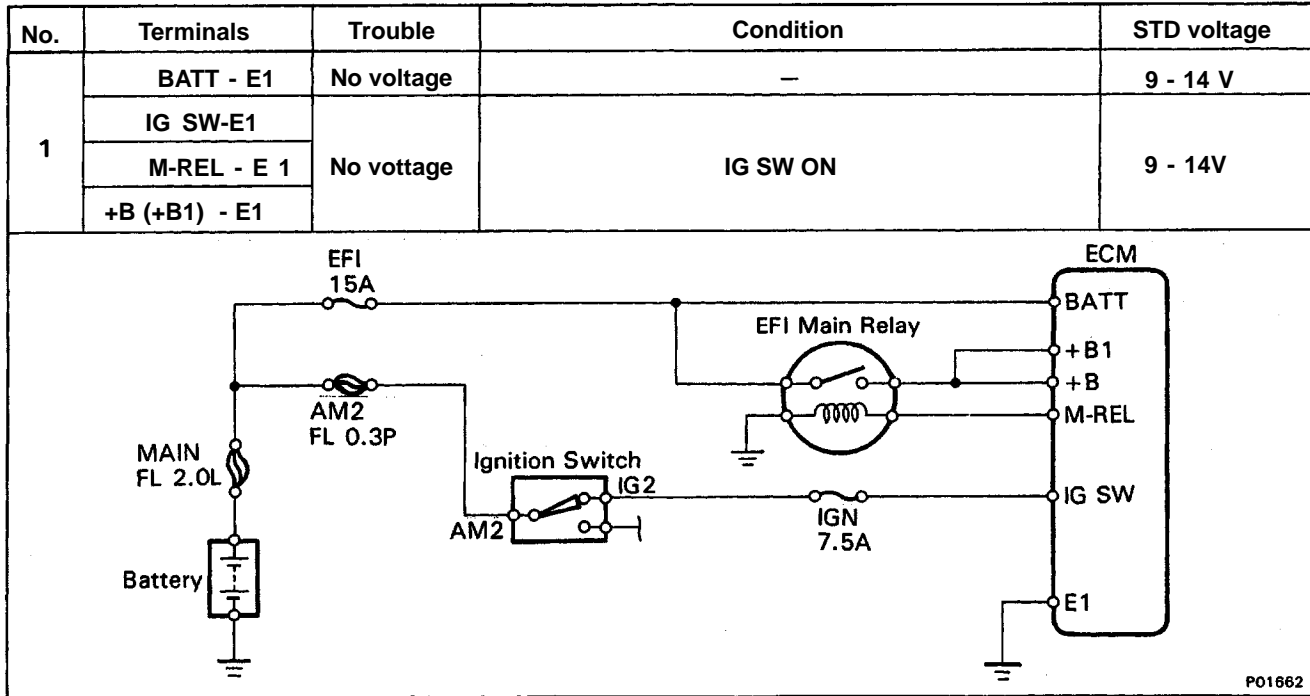 No. Terminals Trouble Condition STD voltage
1
BATT - E1 No voltage — 9 - 14 V
IG SW-E1
M-REL - E 1 No vottage IG SW ON 9 - 14V
+B (+B1) - E1
EFI
15A
ECM
BATT
EFI Main Relay
+B1
+B
AM2
FL 0.3P
M-REL
MAIN
FL 2.0L
Ignition Switch
IG2
IG SW
AM2
IGN
7.5A
Battery
E1
P01662